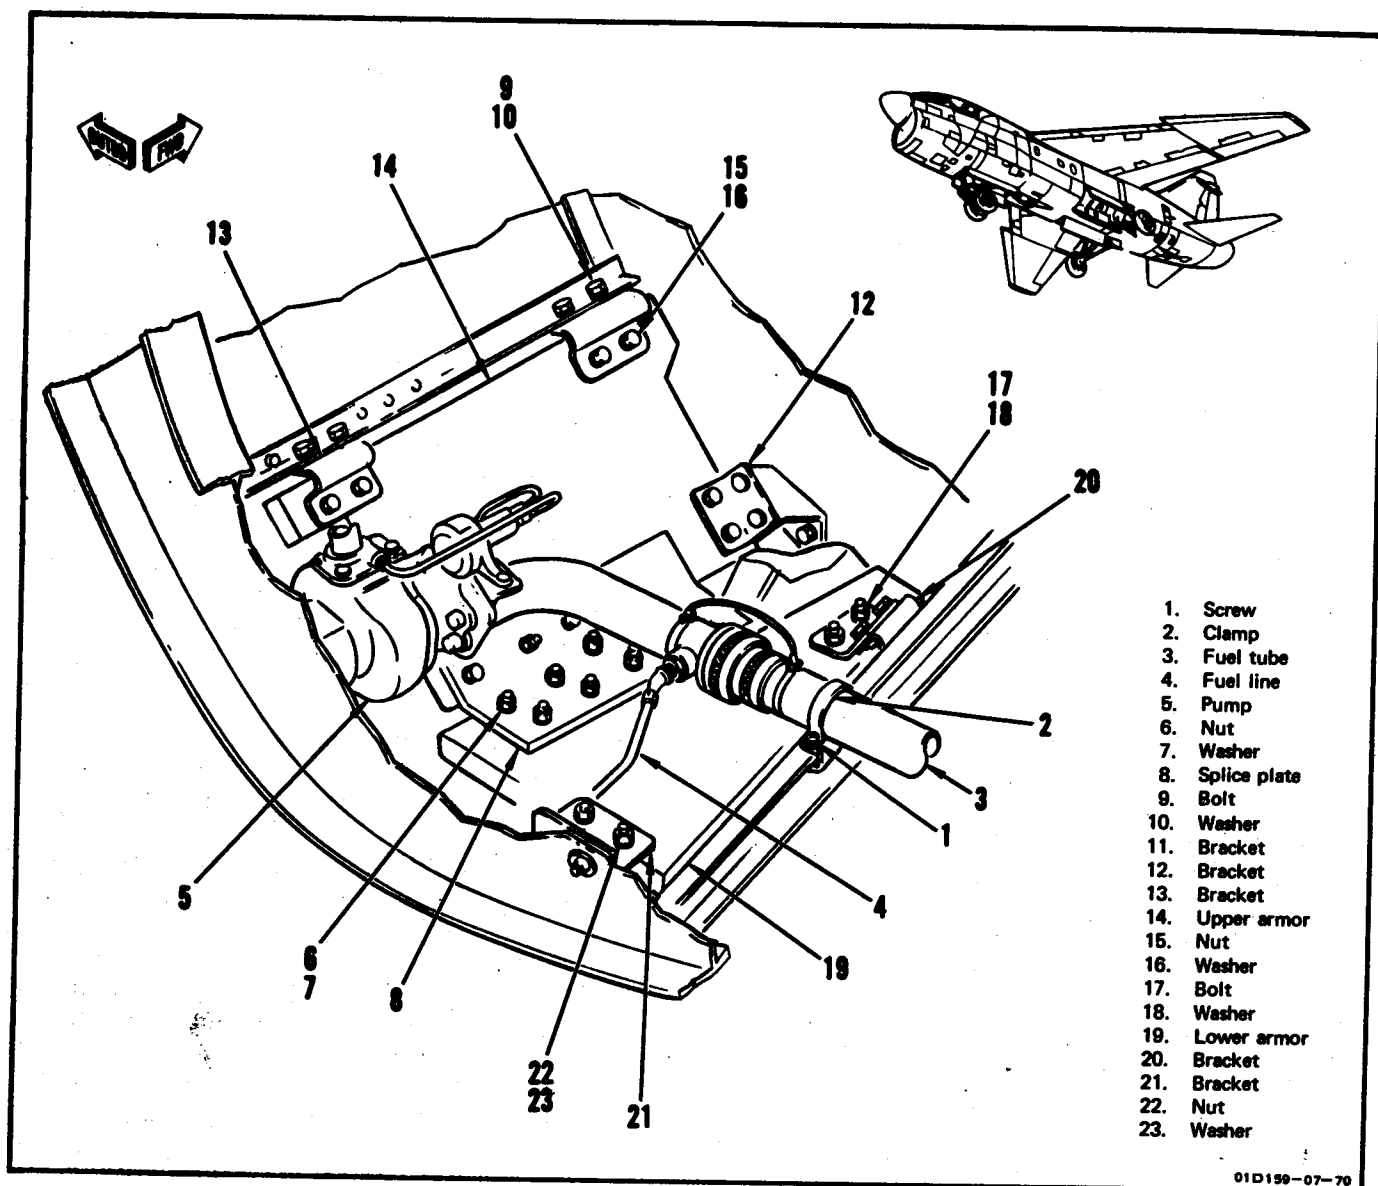 OUTBD
FWD
9
10
14
15
16
13
12
17
18
20
2
3
1
5
4
6
7
8
19
22
23
21
1. Screw
2. Clamp
3. Fuel tube
4. Fuel line
5. Pump
6. Nut
7. Washer
8. Splice plate
9. Bolt
10. Washer
11. Bracket
12. Bracket
13. Bracket
14. Upper armor
15. Nut
16. Washer
17. Bolt
18. Washer
19. Lower armor
20. Bracket
21. Bracket
22. Nut
23. Washer
01D159-07-70